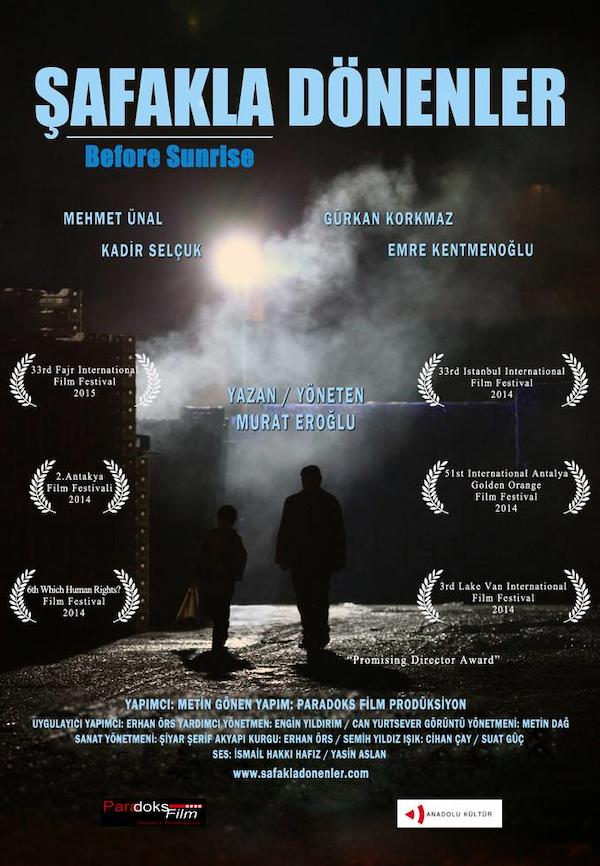 ŞAFAKLA DÖNENLER
Before Sunrise
MEHMET ÜNAL
GÜRKAN KORKMAZ
KADİR SELÇUK
EMRE KENTMENOĞLU
33rd Fajr International
Film Festival
2015
33rd Istanbul International
Film Festival
2014
YAZAN / YÖNETEN
MURAT EROĞLU
2.Antakya
Film Festivali
2014
51st International Antalya
Golden Orange
Film Festival
2014
6th Which Human Rights?
Film Festival
2014
3rd Lake Van International
Film Festival
2014
“Promising Director Award”
YAPIMCI: METİN GÖNEN YAPIM: PARADOKS FİLM PRODÜKSİYON
UYGULAYICI YAPIMCI: ERHAN ÖRS YARDIMCI YÖNETMEN: ENGİN YILDIRIM / CAN YURTSEVER GÖRÜNTÜ YÖNETMENİ: METİN DAĞ
SANAT YÖNETMENİ: ŞİYAR ŞERİF AKYAPI KURGU: ERHAN ÖRS / SEMİH YILDIZ IŞIK: CİHAN ÇAY / SUAT GÜÇ
SES: İSMAİL HAKKI HAFIZ / YASİN ASLAN
www.safakladonenler.com
Paradoks
Film
ANADOLU KÜLTÜR